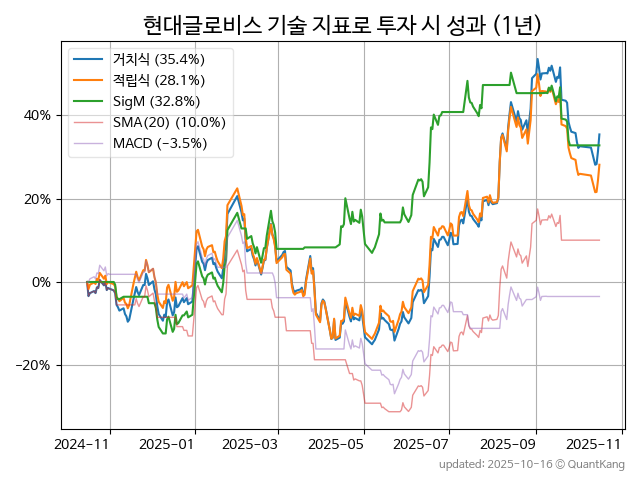 현대글로비스 기술 지표로 투자 시 성과 (1년)
거치식 (35.4%)
적립식 (28.1%)
SigM (32.8%)
SMA(20) (10.0%)
MACD (−3.5%)
40%
20%
0%
−20%
2024-11 2025-01 2025-03 2025-05 2025-07 2025-09 2025-11
updated: 2025-10-16 © QuantKang